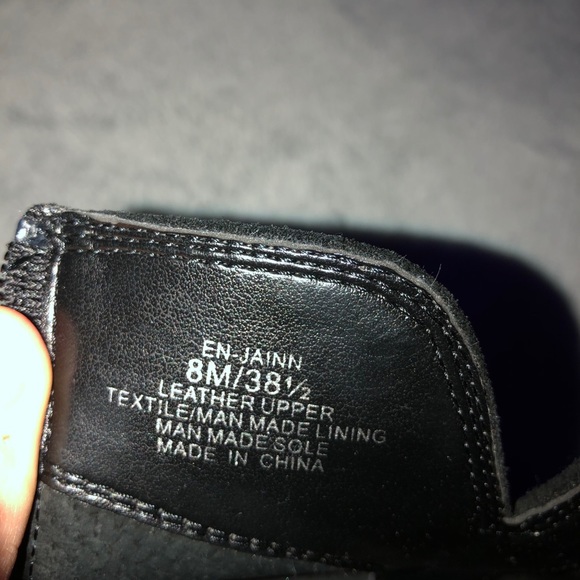 EN-JAINN
8M/38½
LEATHER UPPER
TEXTILE/MAN MADE LINING
MAN MADE SOLE
MADE IN CHINA